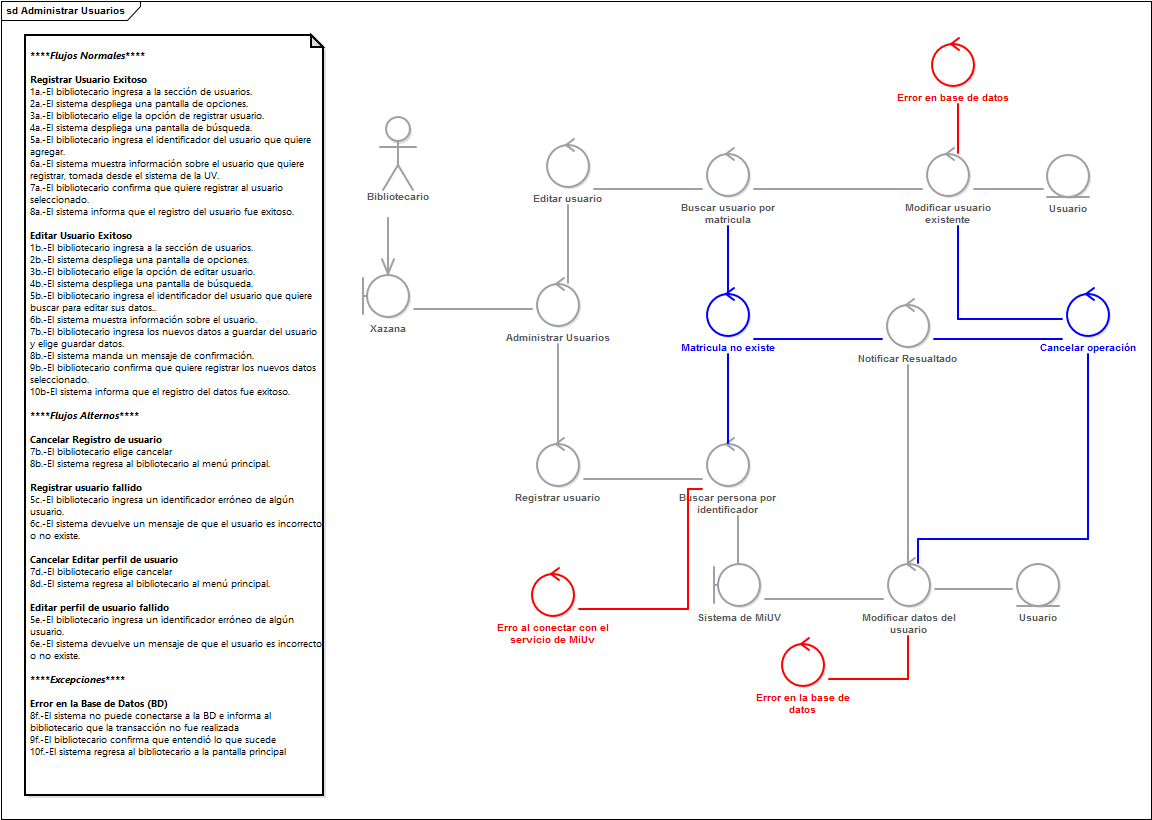 sd Administrar Usuarios
****Flujos Normales****
Registrar Usuario Exitoso
1a.-El bibliotecario ingresa a la sección de usuarios.
2a.-El sistema despliega una pantalla de opciones.
3a.-El bibliotecario elige la opción de registrar usuario.
4a.-El sistema despliega una pantalla de búsqueda.
5a.-El bibliotecario ingresa el identificador del usuario que quiere
agregar.
6a.-El sistema muestra información sobre el usuario que quiere
registrar, tomada desde el sistema de la UV.
7a.-El bibliotecario confirma que quiere registrar al usuario
seleccionado.
8a.-El sistema informa que el registro del usuario fue exitoso.
Editar Usuario Exitoso
1b.-El bibliotecario ingresa a la sección de usuarios.
2b.-El sistema despliega una pantalla de opciones.
3b.-El bibliotecario elige la opción de editar usuario.
4b.-El sistema despliega una pantalla de búsqueda.
5b.-El bibliotecario ingresa el identificador del usuario que quiere
buscar para editar sus datos..
6b.-El sistema muestra información sobre el usuario.
7b.-El bibliotecario ingresa los nuevos datos a guardar del usuario
y elige guardar datos.
8b.-El sistema manda un mensaje de confirmación.
9b.-El bibliotecario confirma que quiere registrar los nuevos datos
seleccionado.
10b-El sistema informa que el registro del datos fue exitoso.
****Flujos Alternos****
Cancelar Registro de usuario
7b.-El bibliotecario elige cancelar
8b.-El sistema regresa al bibliotecario al menú principal.
Registrar usuario fallido
5c.-El bibliotecario ingresa un identificador erróneo de algún
usuario.
6c.-El sistema devuelve un mensaje de que el usuario es incorrecto
o no existe.
Cancelar Editar perfil de usuario
7d.-El bibliotecario elige cancelar
8d.-El sistema regresa al bibliotecario al menú principal.
Editar perfil de usuario fallido
5e.-El bibliotecario ingresa un identificador erróneo de algún
usuario.
6e.-El sistema devuelve un mensaje de que el usuario es incorrecto
o no existe.
****Excepciones****
Error en la Base de Datos (BD)
8f.-El sistema no puede conectarse a la BD e informa al
bibliotecario que la transacción no fue realizada
9f.-El bibliotecario confirma que entendió lo que sucede
10f.-El sistema regresa al bibliotecario a la pantalla principal
Error en base de datos
Bibliotecario
Editar usuario
Buscar usuario por
matricula
Modificar usuario
existente
Usuario
Xazana
Administrar Usuarios
Matricula no existe
Notificar Resualtado
Cancelar operación
Registrar usuario
Buscar persona por
identificador
Erro al conectar con el
servicio de MiUv
Sistema de MiUV
Modificar datos del
usuario
Usuario
Error en la base de
datos